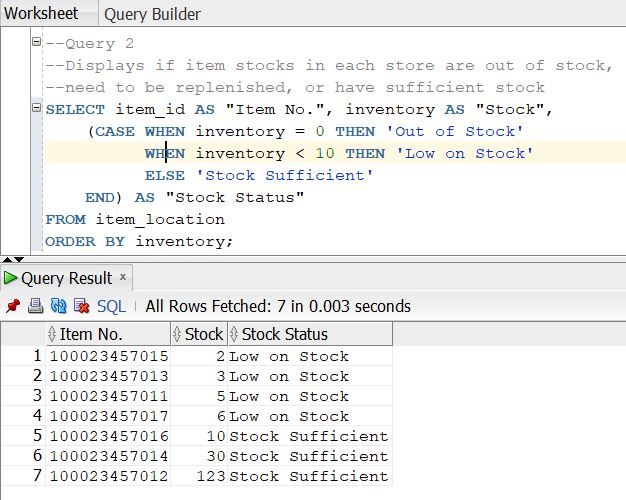 Worksheet Query Builder
--Query 2
--Displays if item stocks in each store are out of stock,
--need to be replenished, or have sufficient stock
SELECT item_id AS "Item No.", inventory AS "Stock",
(CASE WHEN inventory = 0 THEN 'Out of Stock'
WHEN inventory < 10 THEN 'Low on Stock'
ELSE 'Stock Sufficient'
END) AS "Stock Status"
FROM item_location
ORDER BY inventory;
Query Result x
SQL | All Rows Fetched: 7 in 0.003 seconds
Item No. Stock Stock Status
1 100023457015 2 Low on Stock
2 100023457013 3 Low on Stock
3 100023457011 5 Low on Stock
4 100023457017 6 Low on Stock
5 100023457016 10 Stock Sufficient
6 100023457014 30 Stock Sufficient
7 100023457012 123 Stock Sufficient